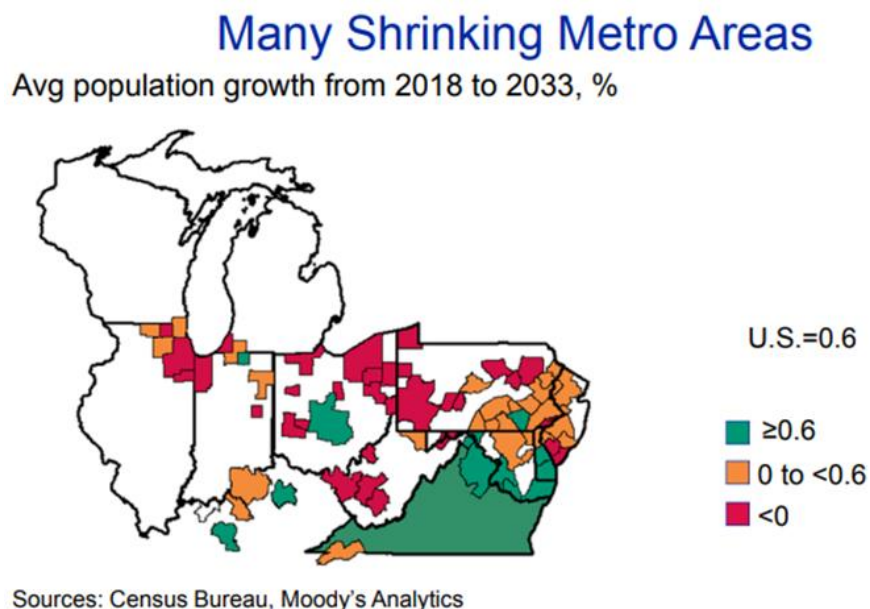 Many Shrinking Metro Areas
Avg population growth from 2018 to 2033, %
U.S.=0.6
≥0.6
0 to <0.6
<0
Sources: Census Bureau, Moody's Analytics